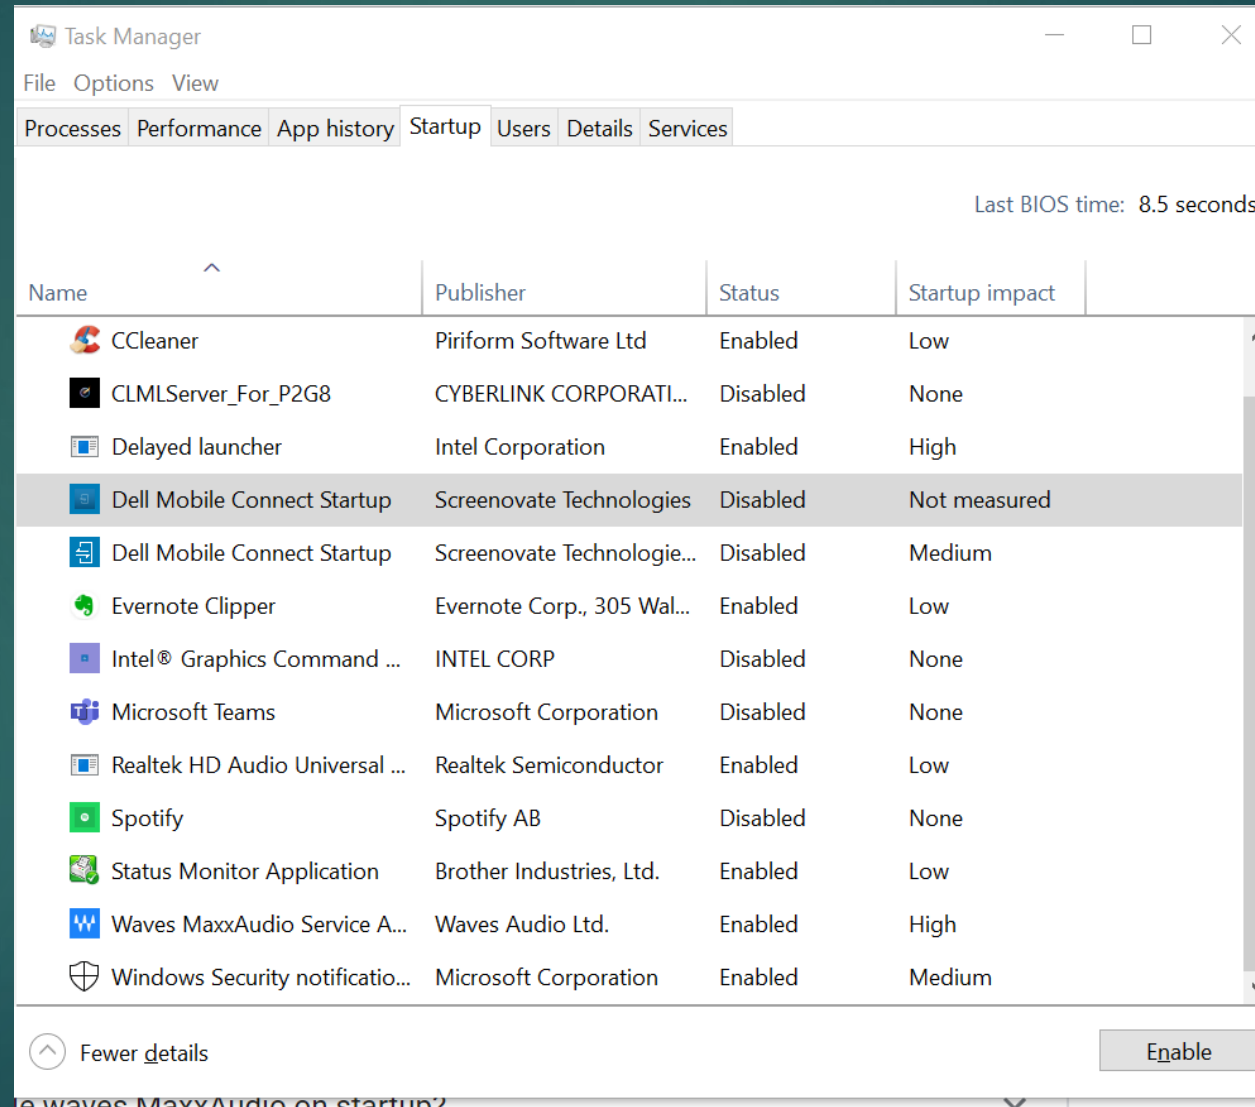 Task Manager
File Options View
Processes Performance App history Startup Users Details Services
Last BIOS time: 8.5 seconds
Name Publisher Status Startup impact
CCleaner Piriform Software Ltd Enabled Low
CLMLServer_For_P2G8 CYBERLINK CORPORATI... Disabled None
Delayed launcher Intel Corporation Enabled High
Dell Mobile Connect Startup Screenovate Technologies Disabled Not measured
Dell Mobile Connect Startup Screenovate Technologie... Disabled Medium
Evernote Clipper Evernote Corp., 305 Wal... Enabled Low
Intel® Graphics Command ... INTEL CORP Disabled None
Microsoft Teams Microsoft Corporation Disabled None
Realtek HD Audio Universal ... Realtek Semiconductor Enabled Low
Spotify Spotify AB Disabled None
Status Monitor Application Brother Industries, Ltd. Enabled Low
Waves MaxxAudio Service A... Waves Audio Ltd. Enabled High
Windows Security notificatio... Microsoft Corporation Enabled Medium
Fewer details Enable
le waves MaxxAudio on startup?